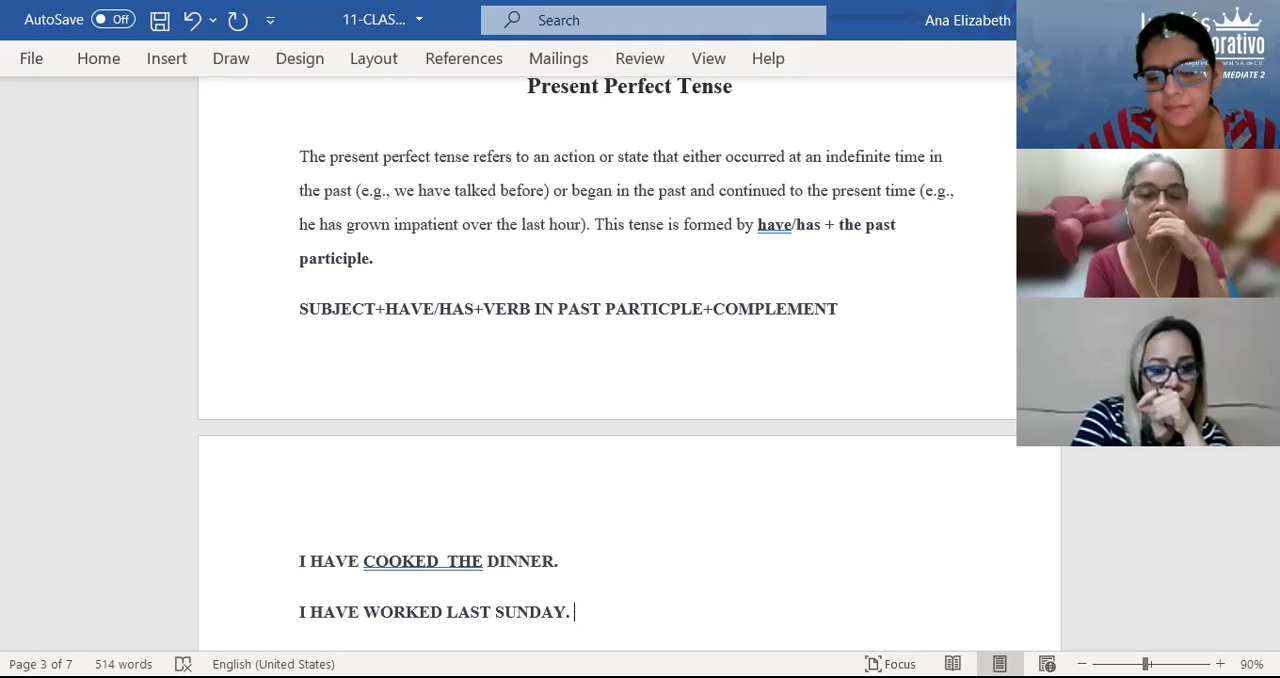 AutoSave Off 11-CLAS... Search Ana Elizabeth
File Home Insert Draw Design Layout References Mailings Review View Help
Present Perfect Tense
The present perfect tense refers to an action or state that either occurred at an indefinite time in
the past (e.g., we have talked before) or began in the past and continued to the present time (e.g.,
he has grown impatient over the last hour). This tense is formed by have/has + the past
participle.
SUBJECT+HAVE/HAS+VERB IN PAST PARTICPLE+COMPLEMENT
I HAVE COOKED THE DINNER.
I HAVE WORKED LAST SUNDAY.
Page 3 of 7 514 words English (United States) Focus 90%